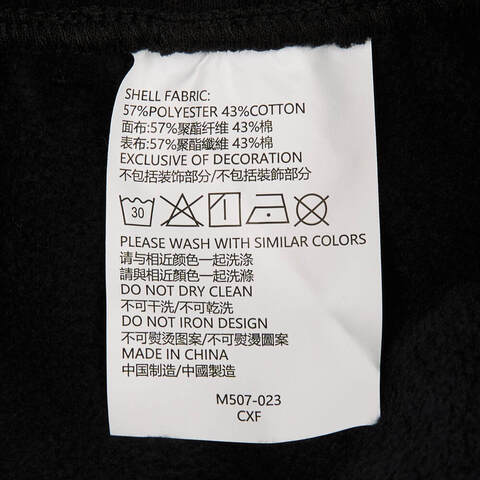 SHELL FABRIC:
57%POLYESTER 43%COTTON
面布:57%聚酯纤维 43%棉
表布:57%聚酯纖維 43%棉
EXCLUSIVE OF DECORATION
不包括装饰部分/不包括裝飾部分
30
PLEASE WASH WITH SIMILAR COLORS
请与相近颜色一起洗涤
請與相近顏色一起洗滌
DO NOT DRY CLEAN
不可干洗/不可乾洗
DO NOT IRON DESIGN
不可熨烫图案/不可熨燙圖案
MADE IN CHINA
中国制造/中國製造
M507-023
CXF